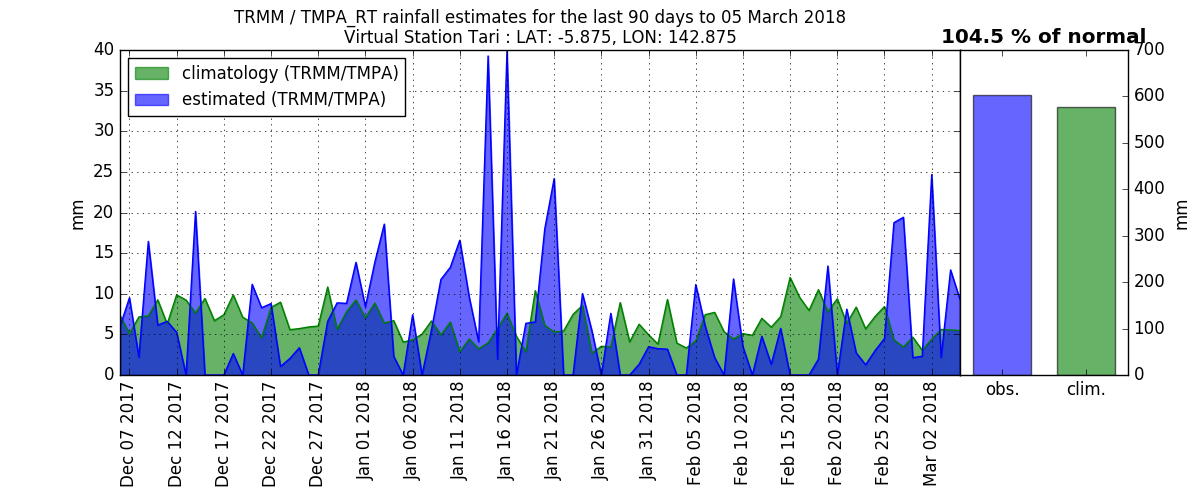 TRMM / TMPA_RT rainfall estimates for the last 90 days to 05 March 2018
Virtual Station Tari : LAT: -5.875, LON: 142.875
104.5 % of normal
climatology (TRMM/TMPA)
estimated (TRMM/TMPA)
mm
40
35
30
25
20
15
10
5
0
Dec 07 2017
Dec 12 2017
Dec 17 2017
Dec 22 2017
Dec 27 2017
Jan 01 2018
Jan 06 2018
Jan 11 2018
Jan 16 2018
Jan 21 2018
Jan 26 2018
Jan 31 2018
Feb 05 2018
Feb 10 2018
Feb 15 2018
Feb 20 2018
Feb 25 2018
Mar 02 2018
obs.
clim.
700
600
500
400
300
200
100
0
mm